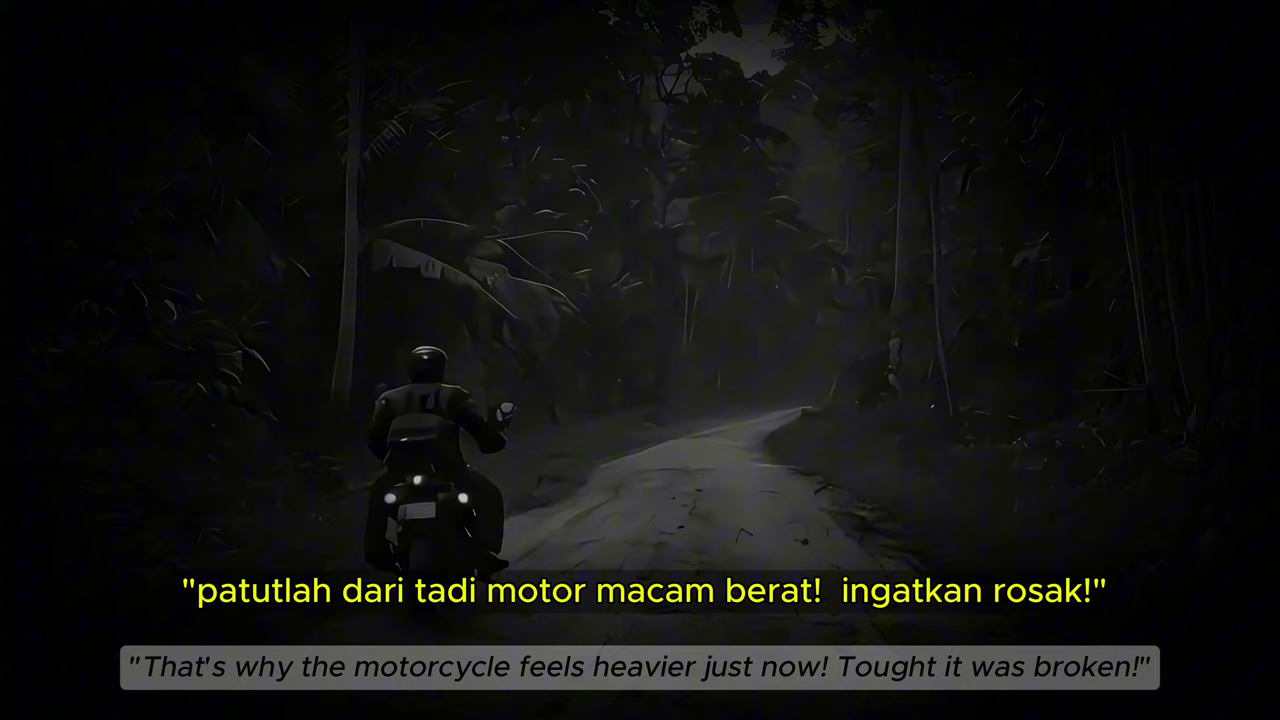 "patutlah dari tadi motor macam berat!  ingatkan rosak!"
"That's why the motorcycle feels heavier just now! Tought it was broken!"